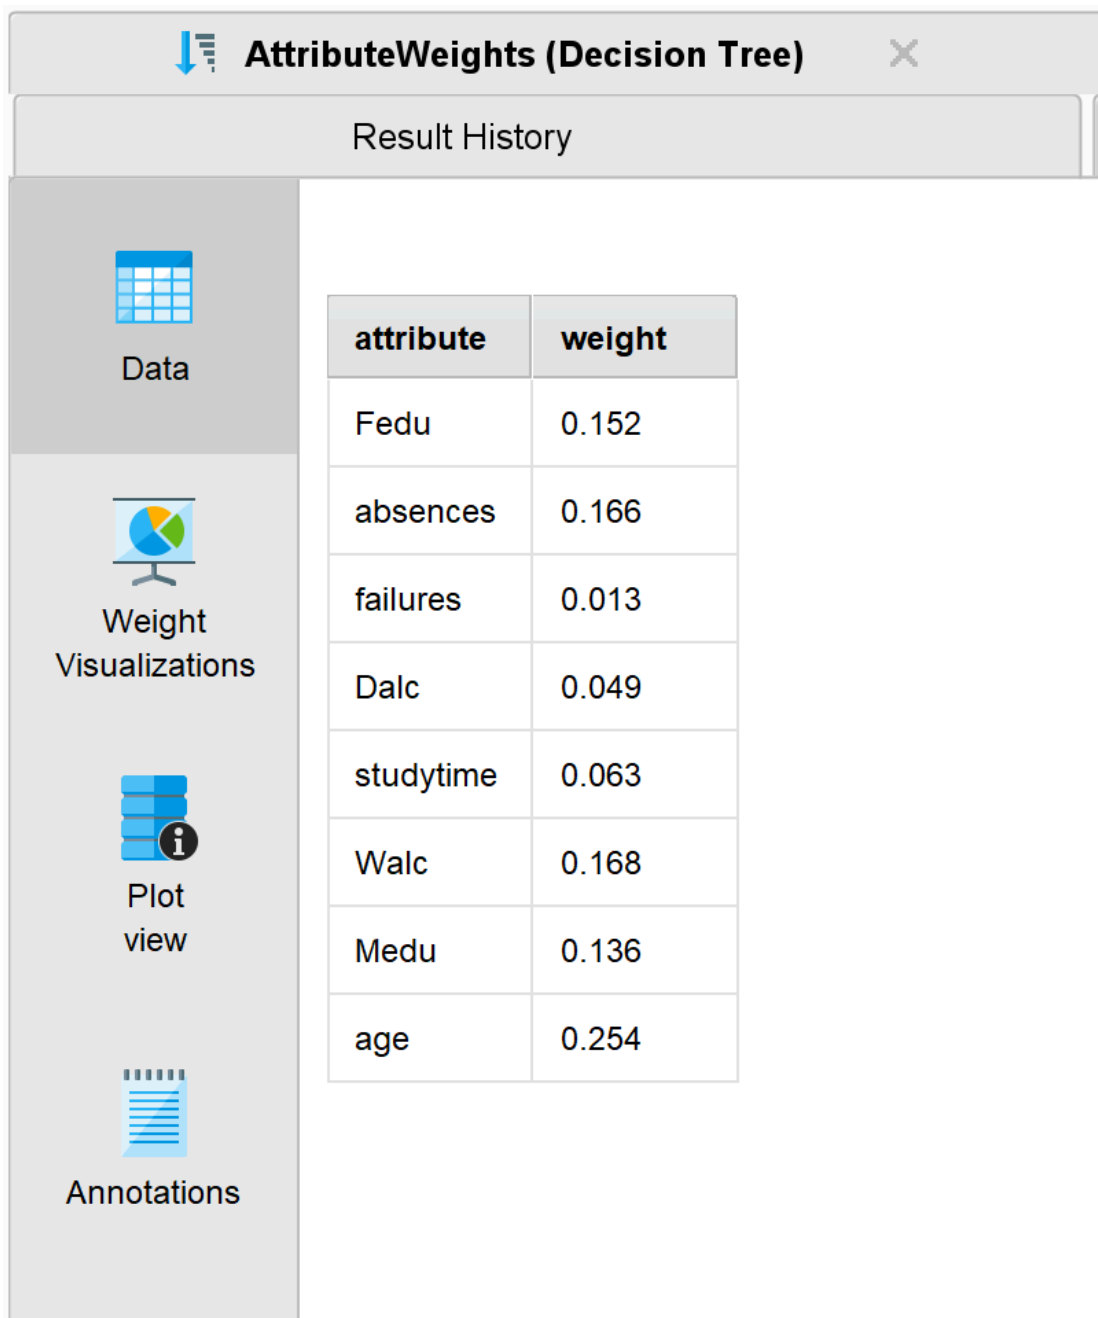 AttributeWeights (Decision Tree)
Result History
Data
Weight
Visualizations
Plot
view
Annotations
attribute weight
Fedu 0.152
absences 0.166
failures 0.013
Dalc 0.049
studytime 0.063
Walc 0.168
Medu 0.136
age 0.254